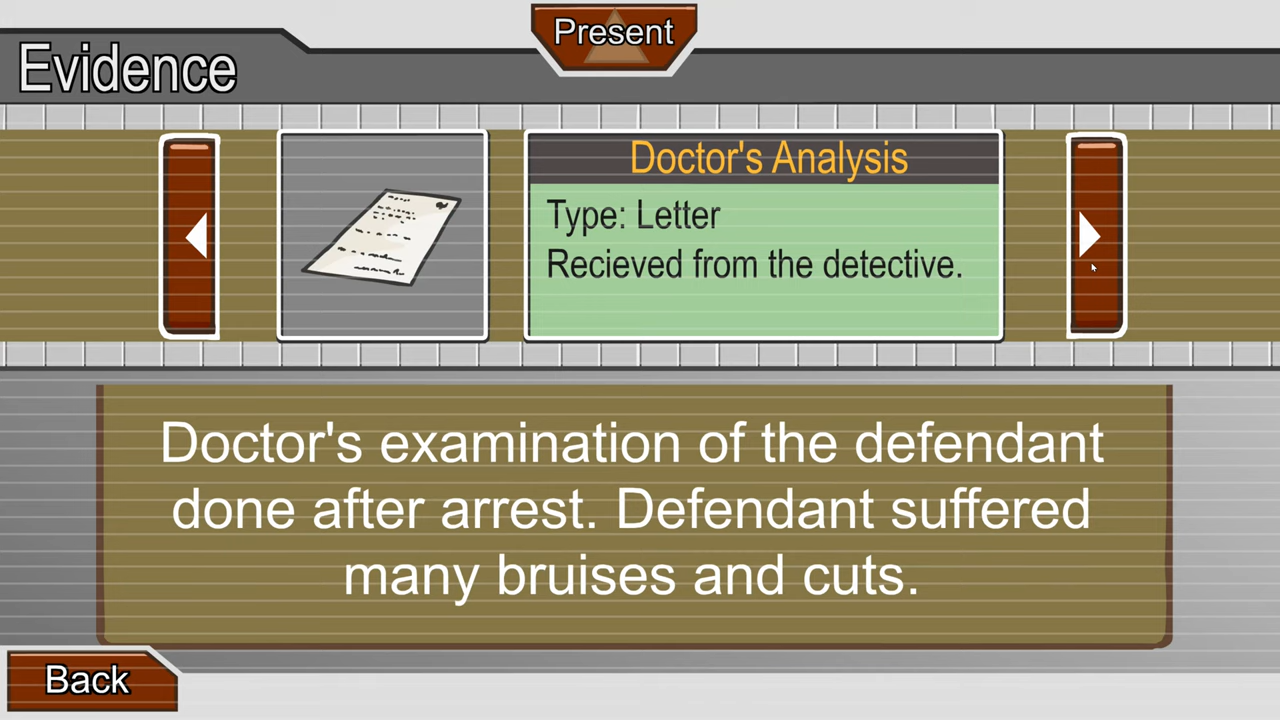 Present
Evidence
Doctor's Analysis
Type: Letter
Recieved from the detective.
Doctor's examination of the defendant
done after arrest. Defendant suffered
many bruises and cuts.
Back